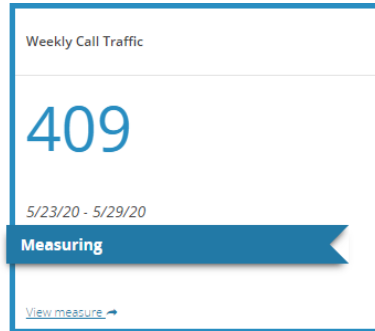 Weekly Call Traffic
409
5/23/20 - 5/29/20
Measuring
View measure